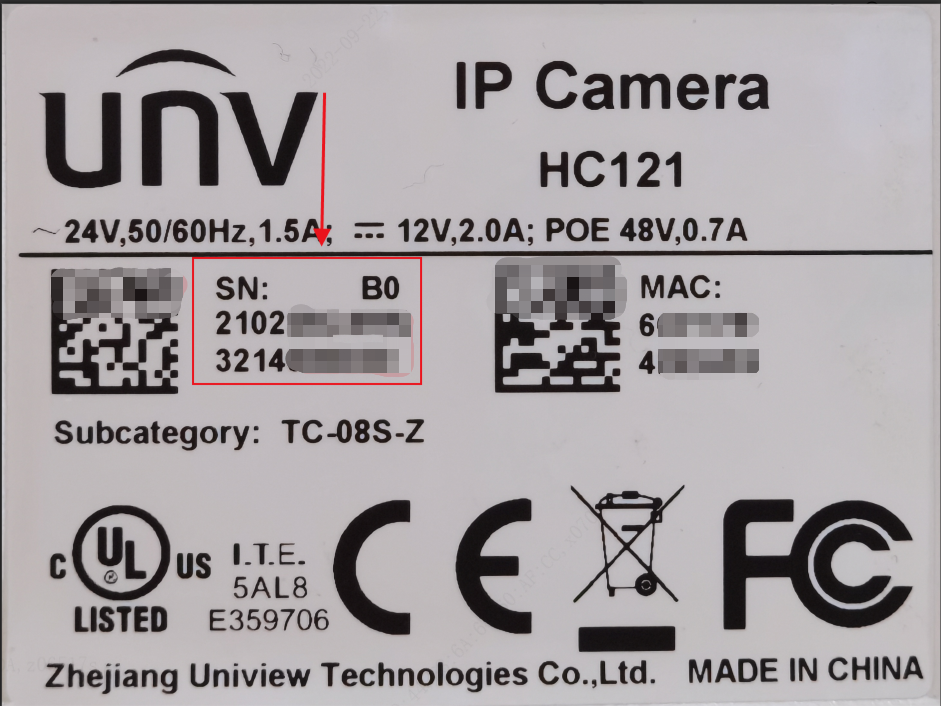 unv
IP Camera
HC121
~ 24V,50/60Hz,1.5A; ⎓ 12V,2.0A; POE 48V,0.7A
SN: B0
2102
3214
MAC:
6
4
Subcategory: TC-08S-Z
C UL US
LISTED
I.T.E.
5AL8
E359706
CE
FC
Zhejiang Uniview Technologies Co.,Ltd. MADE IN CHINA